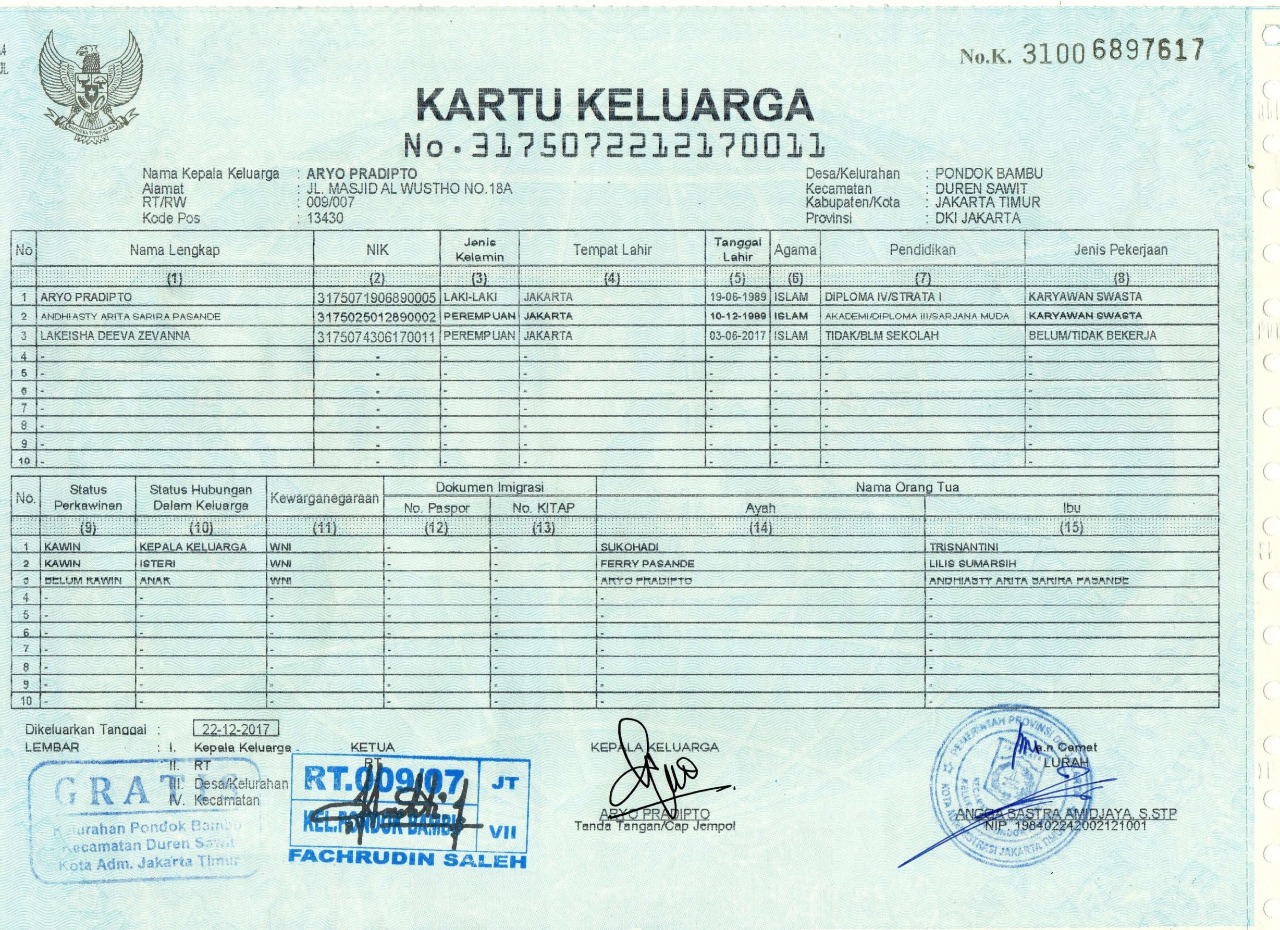 No.K. 3100 6897617
KARTU KELUARGA
No. 3175072212170011
Nama Kepala Keluarga : ARYO PRADIPTO
Alamat : JL. MASJID AL WUSTHO NO.18A
RT/RW : 009/007
Kode Pos : 13430
Desa/Kelurahan : PONDOK BAMBU
Kecamatan : DUREN SAWIT
Kabupaten/Kota : JAKARTA TIMUR
Provinsi : DKI JAKARTA
No Nama Lengkap NIK Jenis Kelamin Tempat Lahir Tanggal Lahir Agama Pendidikan Jenis Pekerjaan
(1) (2) (3) (4) (5) (6) (7) (8)
1 ARYO PRADIPTO 3175071906890005 LAKI-LAKI JAKARTA 19-06-1989 ISLAM DIPLOMA IV/STRATA I KARYAWAN SWASTA
2 ANDHIASTY ARITA SARIRA PASANDE 3175025012890002 PEREMPUAN JAKARTA 10-12-1989 ISLAM AKADEMI/DIPLOMA III/SARJANA MUDA KARYAWAN SWASTA
3 LAKEISHA DEEVA ZEVANNA 3175074306170011 PEREMPUAN JAKARTA 03-06-2017 ISLAM TIDAK/BLM SEKOLAH BELUM/TIDAK BEKERJA
4 - - - - - - - -
5 - - - - - - - -
6 - - - - - - - -
7 - - - - - - - -
8 - - - - - - - -
9 - - - - - - - -
10 - - - - - - - -
No. Status Perkawinan Status Hubungan Dalam Keluarga Kewarganegaraan Dokumen Imigrasi Nama Orang Tua
No. Paspor No. KITAP Ayah Ibu
(9) (10) (11) (12) (13) (14) (15)
1 KAWIN KEPALA KELUARGA WNI - - SUKOHADI TRISNANTINI
2 KAWIN ISTERI WNI - - FERRY PASANDE LILIS SUMARSIH
3 BELUM KAWIN ANAK WNI - - ARYO PRADIPTO ANDHIASTY ARITA SARIRA PASANDE
4 - - - - - - -
5 - - - - - - -
6 - - - - - - -
7 - - - - - - -
8 - - - - - - -
9 - - - - - - -
10 - - - - - - -
Dikeluarkan Tanggal : 22-12-2017
LEMBAR : I. Kepala Keluarga
II. RT
III. Desa/Kelurahan
IV. Kecamatan
GRATIS
Kelurahan Pondok Bambu
Kecamatan Duren Sawit
Kota Adm. Jakarta Timur
KETUA
RT
RT.009/07 JT
KEL.PONDOK BAMBU VII
FACHRUDIN SALEH
KEPALA KELUARGA
ARYO PRADIPTO
Tanda Tangan/Cap Jempol
a.n Camat
LURAH
ANGGA SASTRA AMIDJAYA, S.STP
NIP 198402242002121001